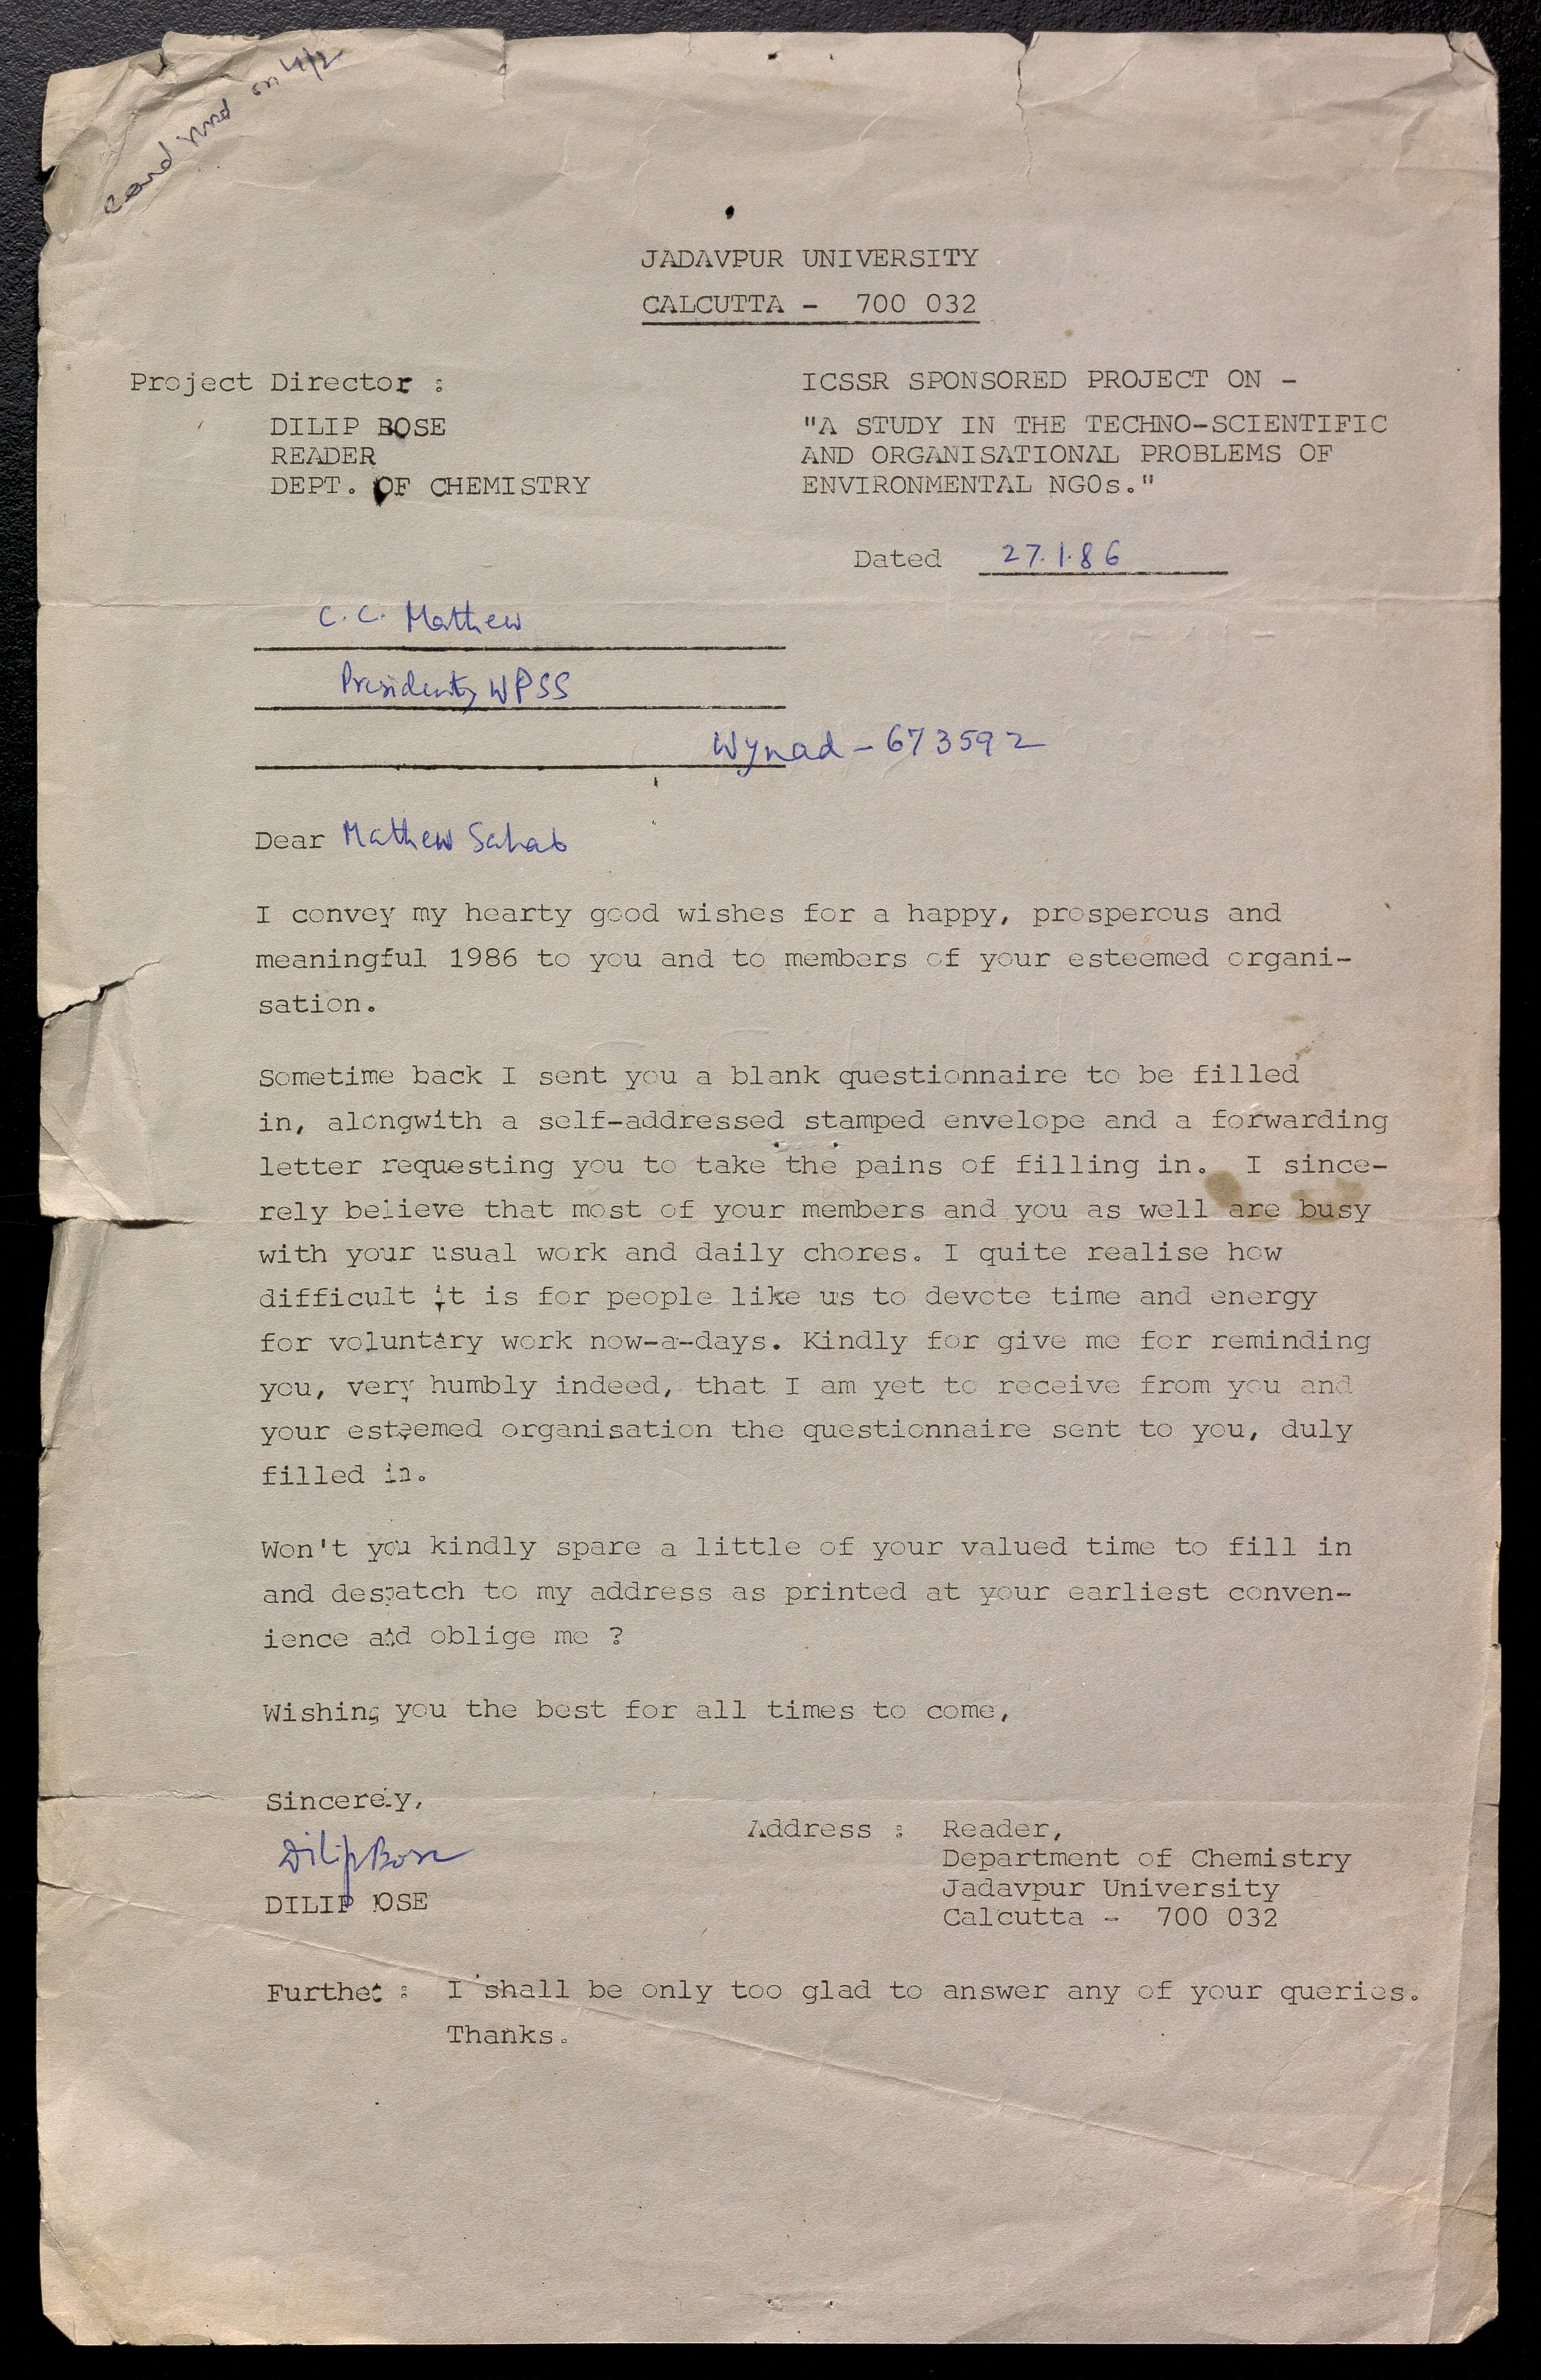 card on 4/2
JADAVPUR UNIVERSITY
CALCUTTA - 700 032
Project Director :
DILIP BOSE
READER
DEPT. OF CHEMISTRY
ICSSR SPONSORED PROJECT ON -
"A STUDY IN THE TECHNO-SCIENTIFIC
AND ORGANISATIONAL PROBLEMS OF
ENVIRONMENTAL NGOs."
Dated 27.1.86
C. C. Mathew
President, WPSS
Wynad - 673592
Dear Mathew Sahab
I convey my hearty good wishes for a happy, prosperous and
meaningful 1986 to you and to members of your esteemed organi-
sation.
Sometime back I sent you a blank questionnaire to be filled
in, alongwith a self-addressed stamped envelope and a forwarding
letter requesting you to take the pains of filling in. I since-
rely believe that most of your members and you as well are busy
with your usual work and daily chores. I quite realise how
difficult it is for people like us to devote time and energy
for voluntary work now-a-days. Kindly for give me for reminding
you, very humbly indeed, that I am yet to receive from you and
your esteemed organisation the questionnaire sent to you, duly
filled in.
Won't you kindly spare a little of your valued time to fill in
and despatch to my address as printed at your earliest conven-
ience and oblige me ?
Wishing you the best for all times to come,
Sincerely,
Dilip Bose
DILIP BOSE
Address : Reader,
Department of Chemistry
Jadavpur University
Calcutta - 700 032
Further : I shall be only too glad to answer any of your queries.
Thanks.